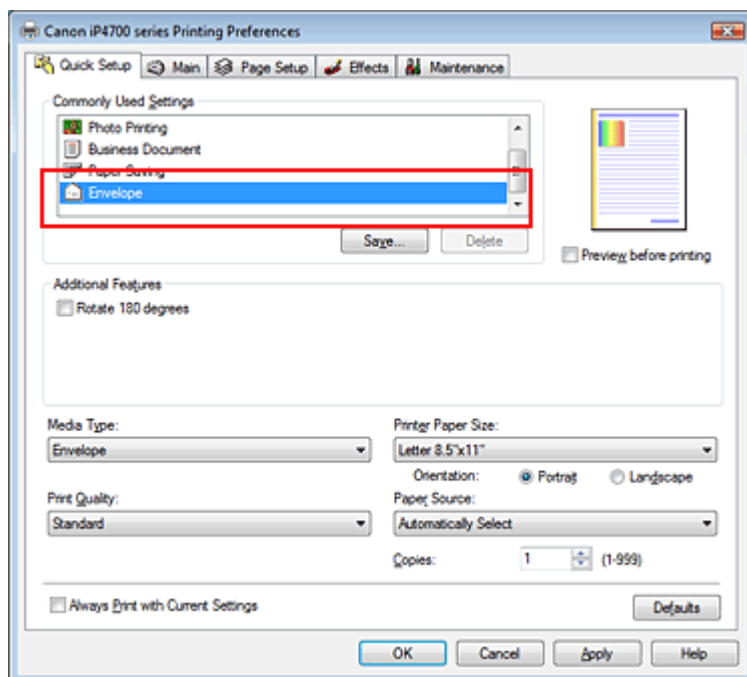 Canon iP4700 series Printing Preferences
Quick Setup Main Page Setup Effects Maintenance
Commonly Used Settings
Photo Printing
Business Document
Paper Saving
Envelope
Save... Delete
Preview before printing
Additional Features
Rotate 180 degrees
Media Type: Printer Paper Size:
Envelope Letter 8.5"x11"
Orientation: Portrait Landscape
Print Quality: Paper Source:
Standard Automatically Select
Copies: 1 (1-999)
Always Print with Current Settings Defaults
OK Cancel Apply Help